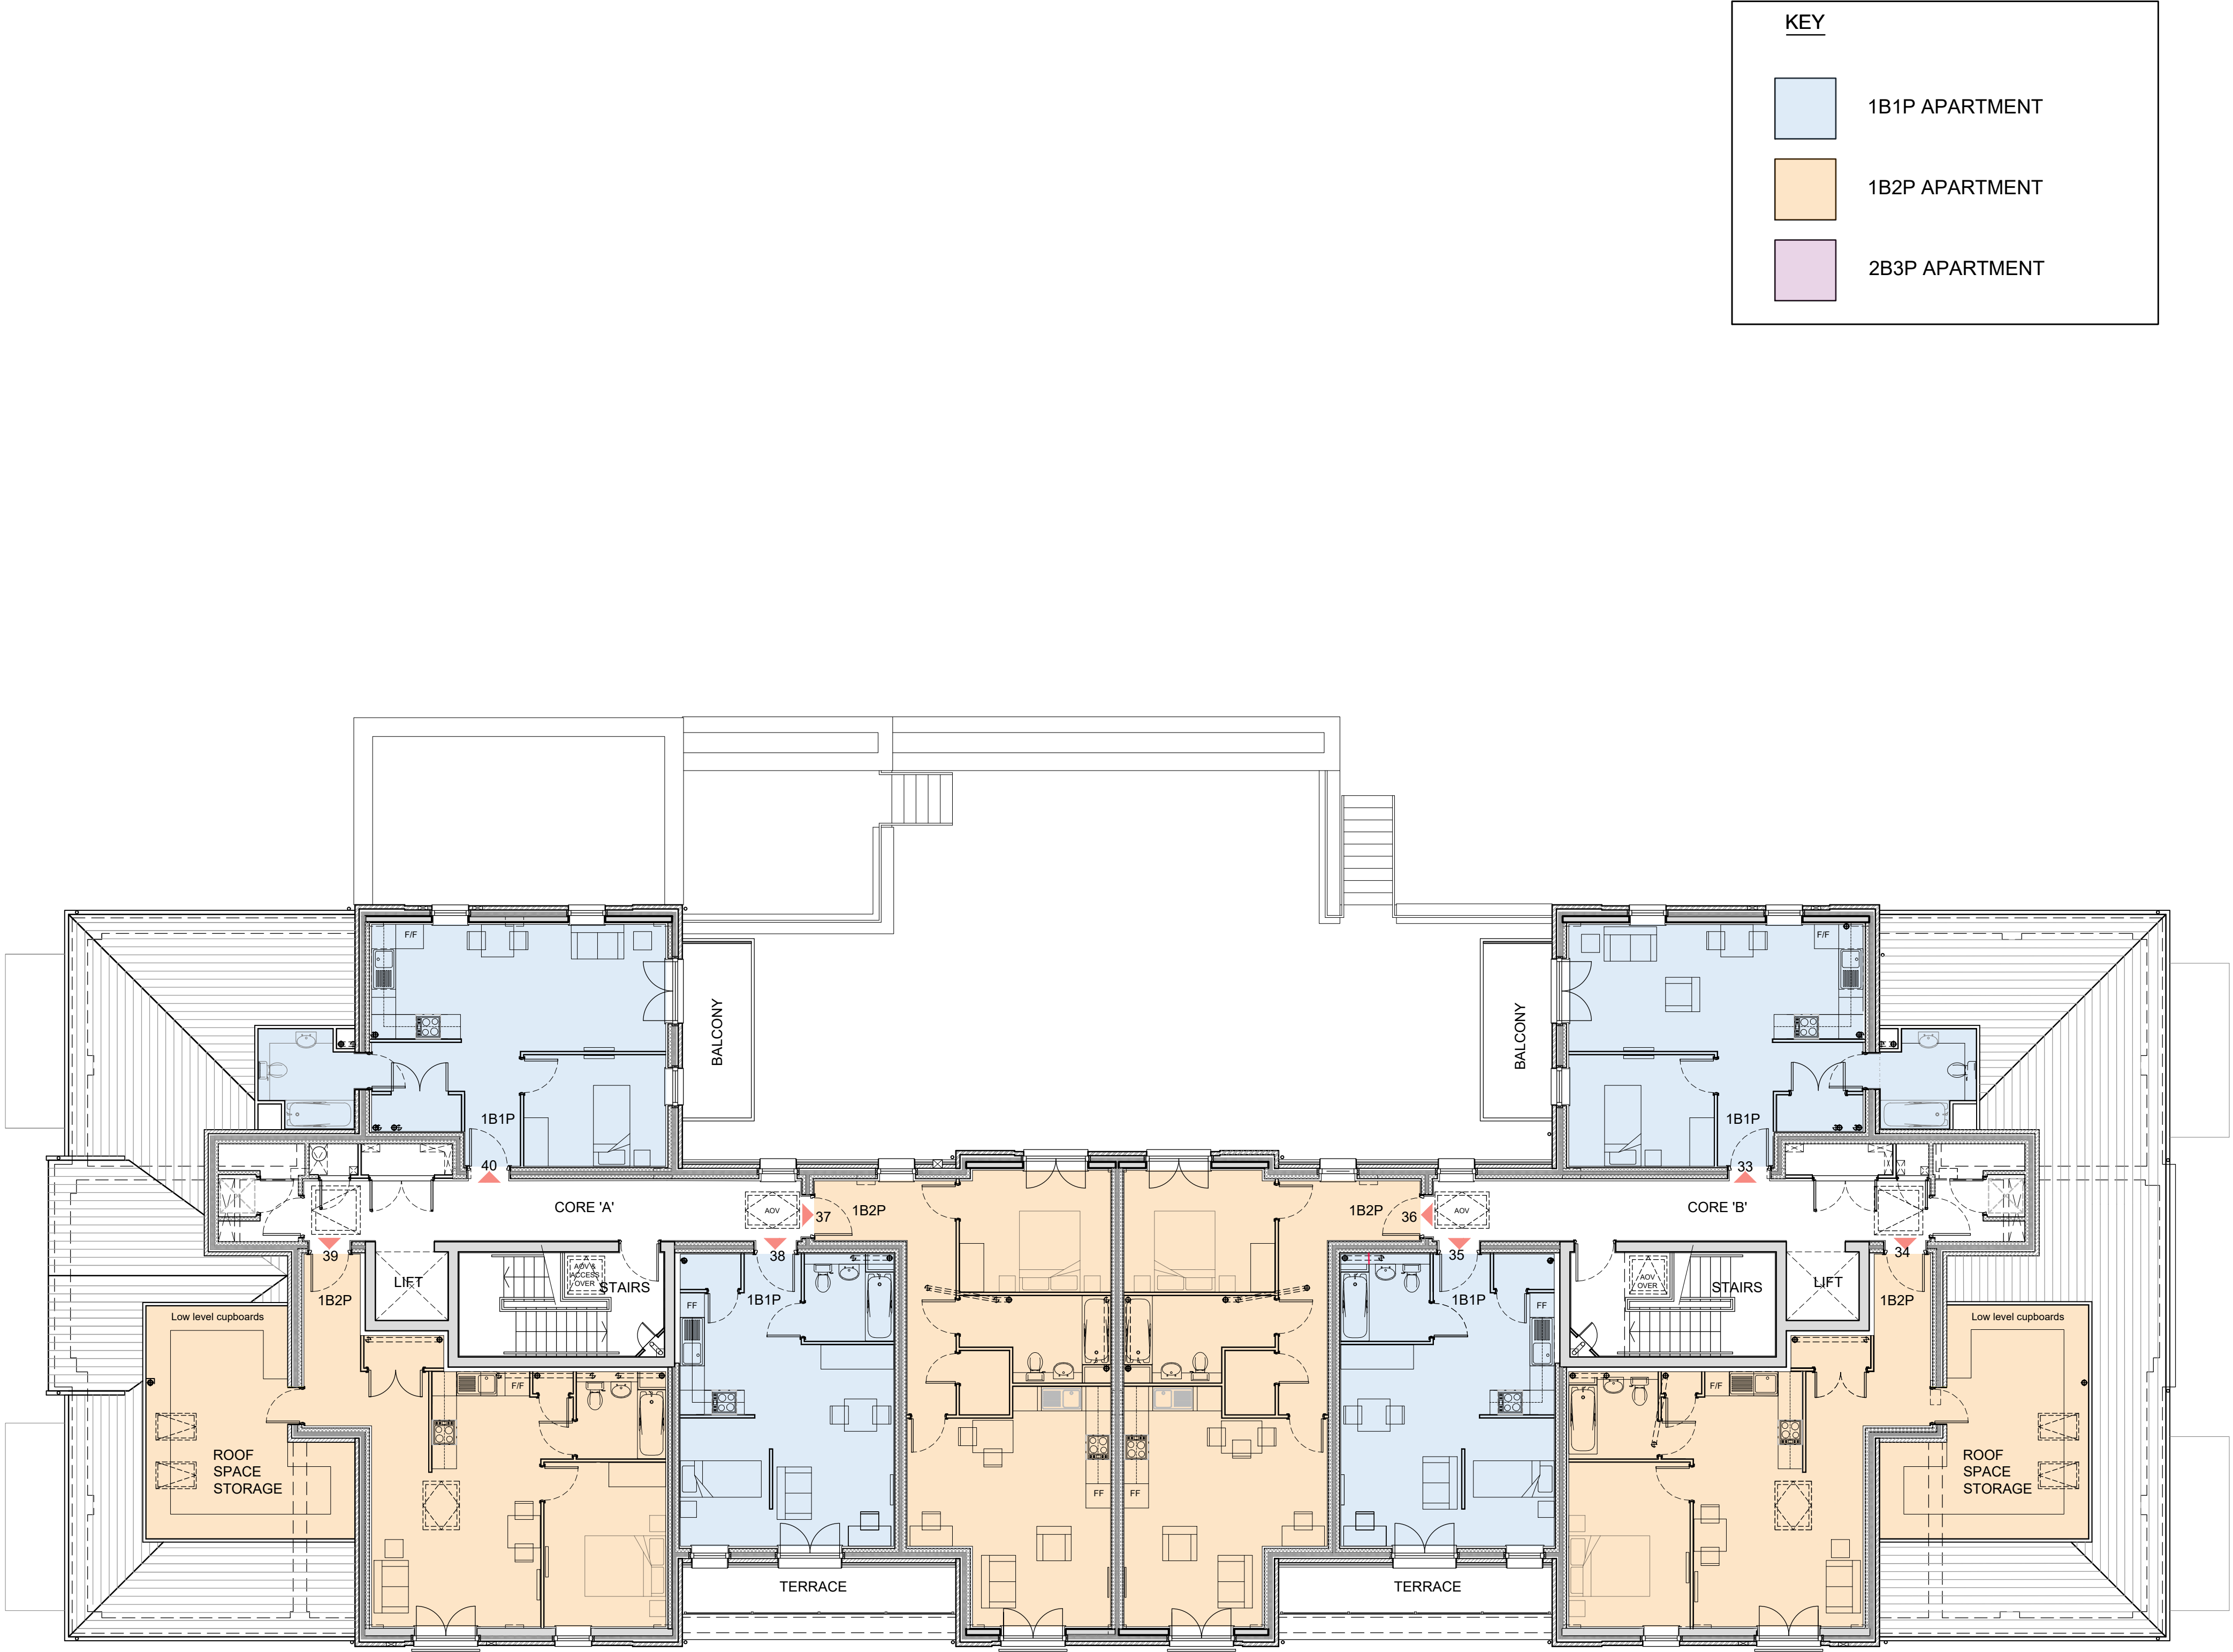 KEY
1B1P APARTMENT
1B2P APARTMENT
2B3P APARTMENT
F/F
F/F
BALCONY
BALCONY
1B1P
1B1P
40
33
CORE 'A'
AOV
37
1B2P
1B2P
36
AOV
CORE 'B'
39
38
35
34
LIFT
AOV &
ACCESS
OVER
STAIRS
AOV
OVER
STAIRS
LIFT
1B2P
1B1P
1B1P
1B2P
FF
FF
Low level cupboards
Low level cupboards
F/F
F/F
ROOF
SPACE
STORAGE
FF
FF
ROOF
SPACE
STORAGE
TERRACE
TERRACE